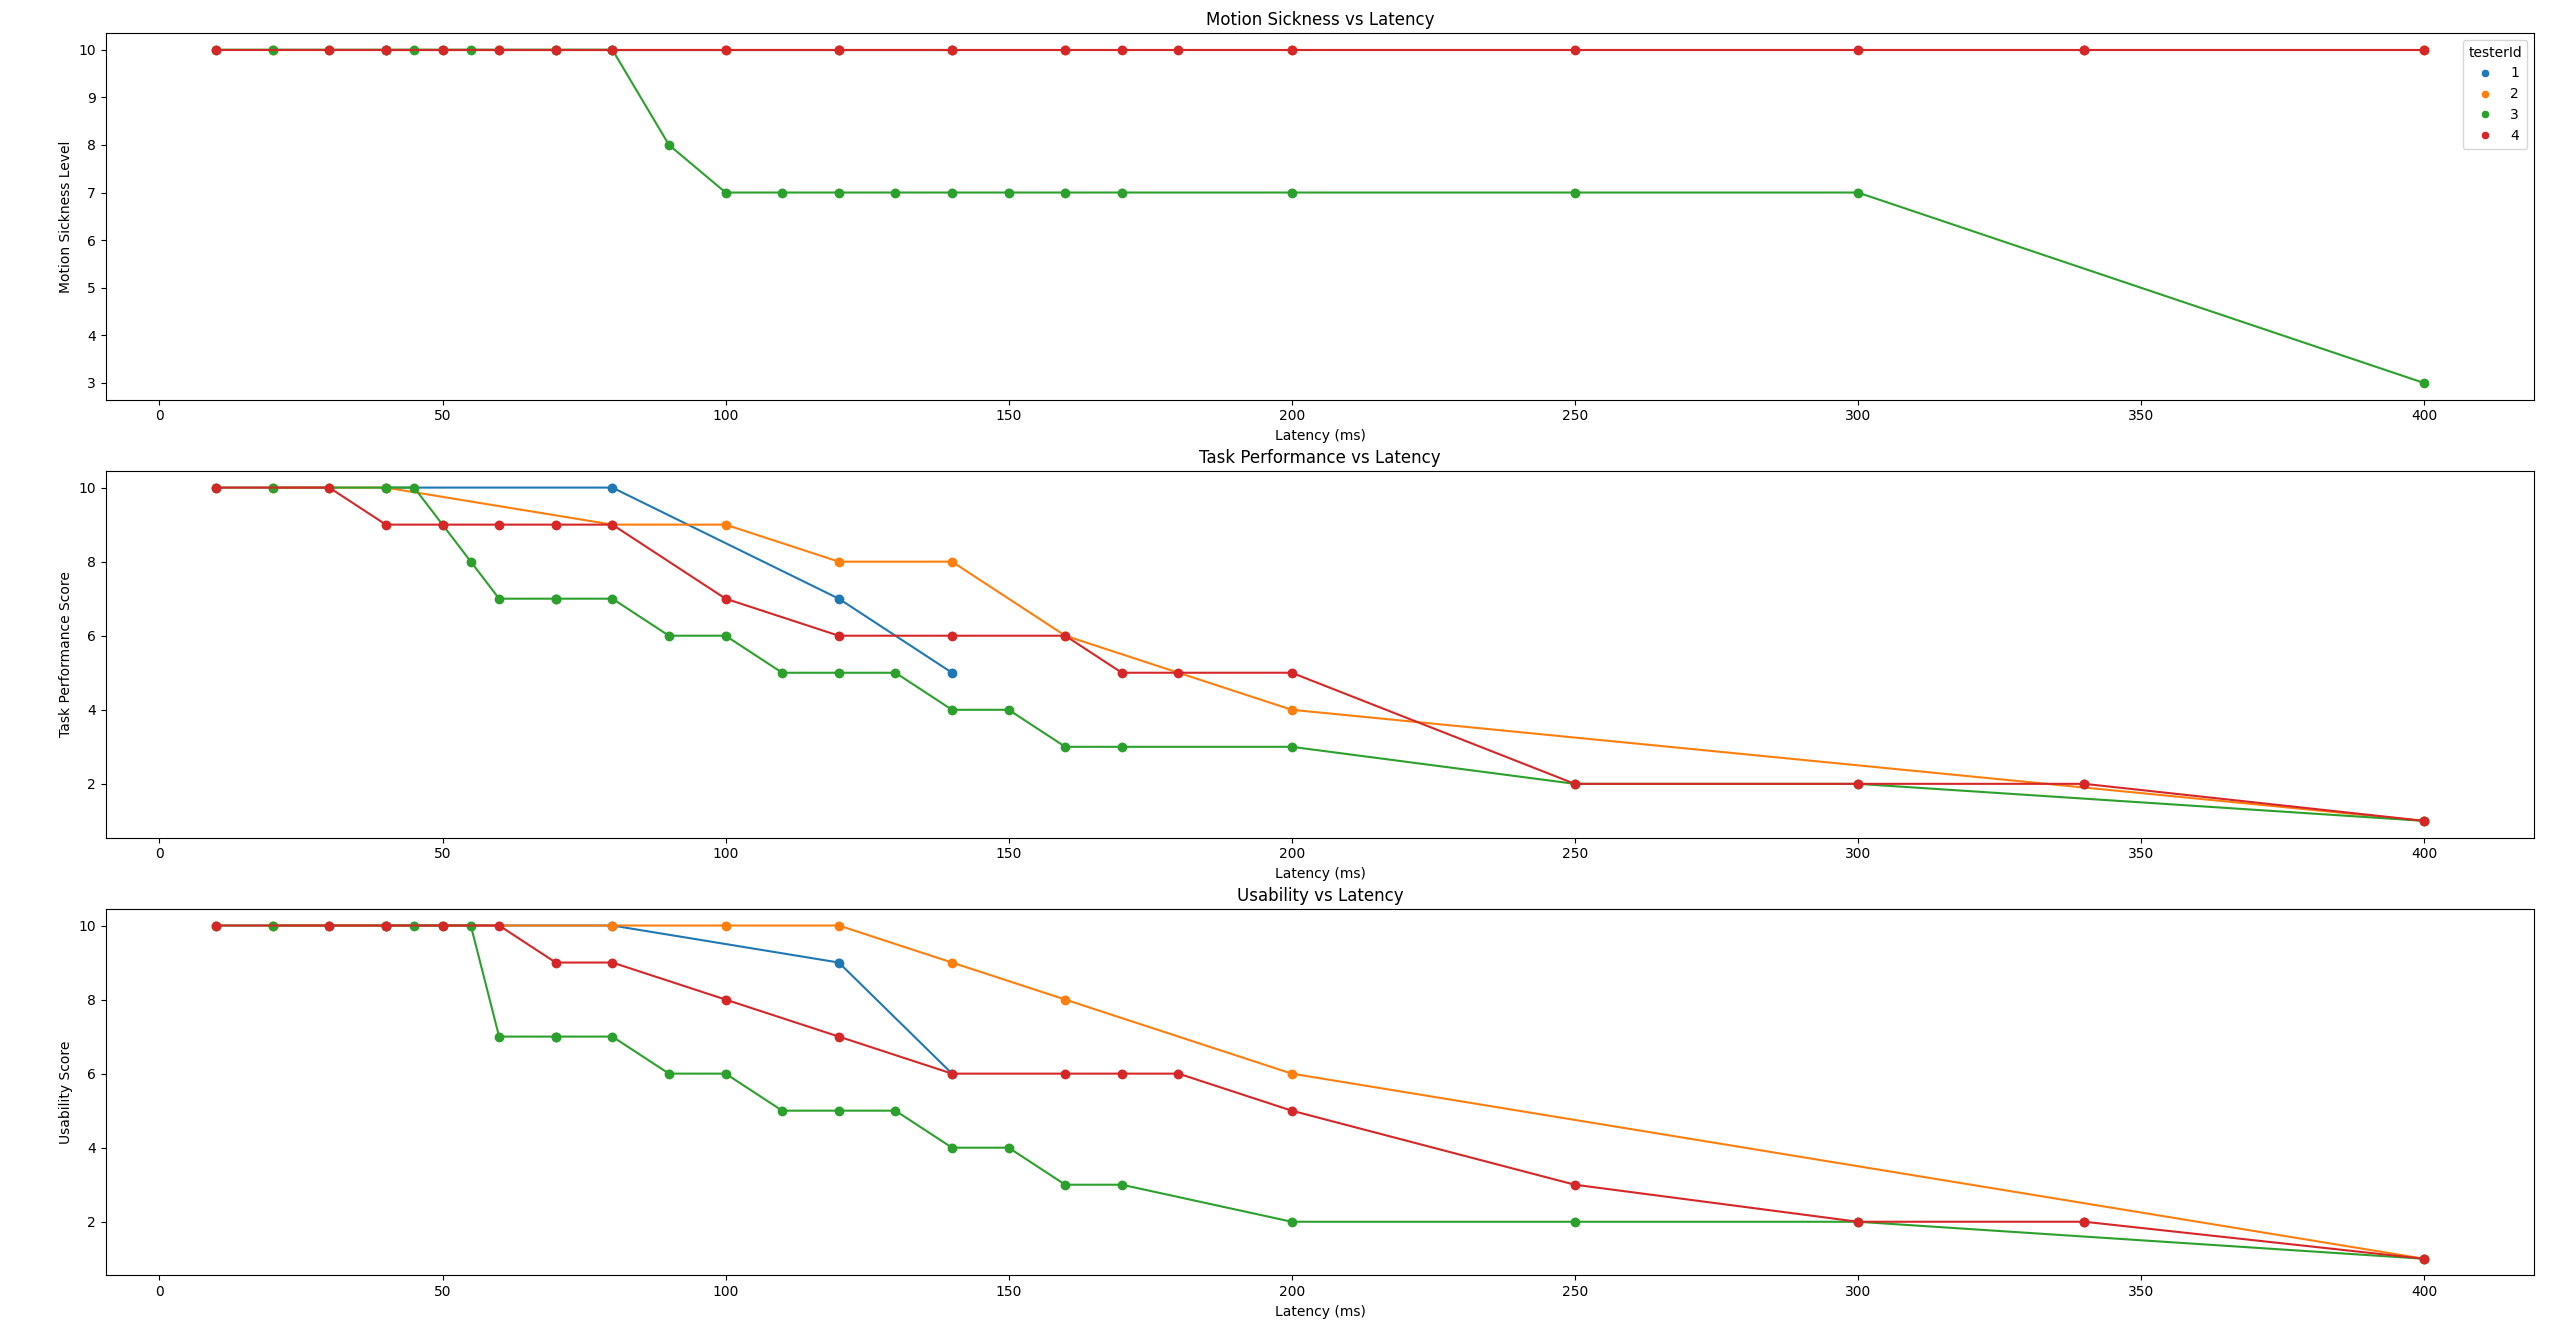 Motion Sickness vs Latency
Motion Sickness Level
10
9
8
7
6
5
4
3
testerId
1
2
3
4
0 50 100 150 200 250 300 350 400
Latency (ms)
Task Performance vs Latency
Task Performance Score
10
8
6
4
2
0 50 100 150 200 250 300 350 400
Latency (ms)
Usability vs Latency
Usability Score
10
8
6
4
2
0 50 100 150 200 250 300 350 400
Latency (ms)